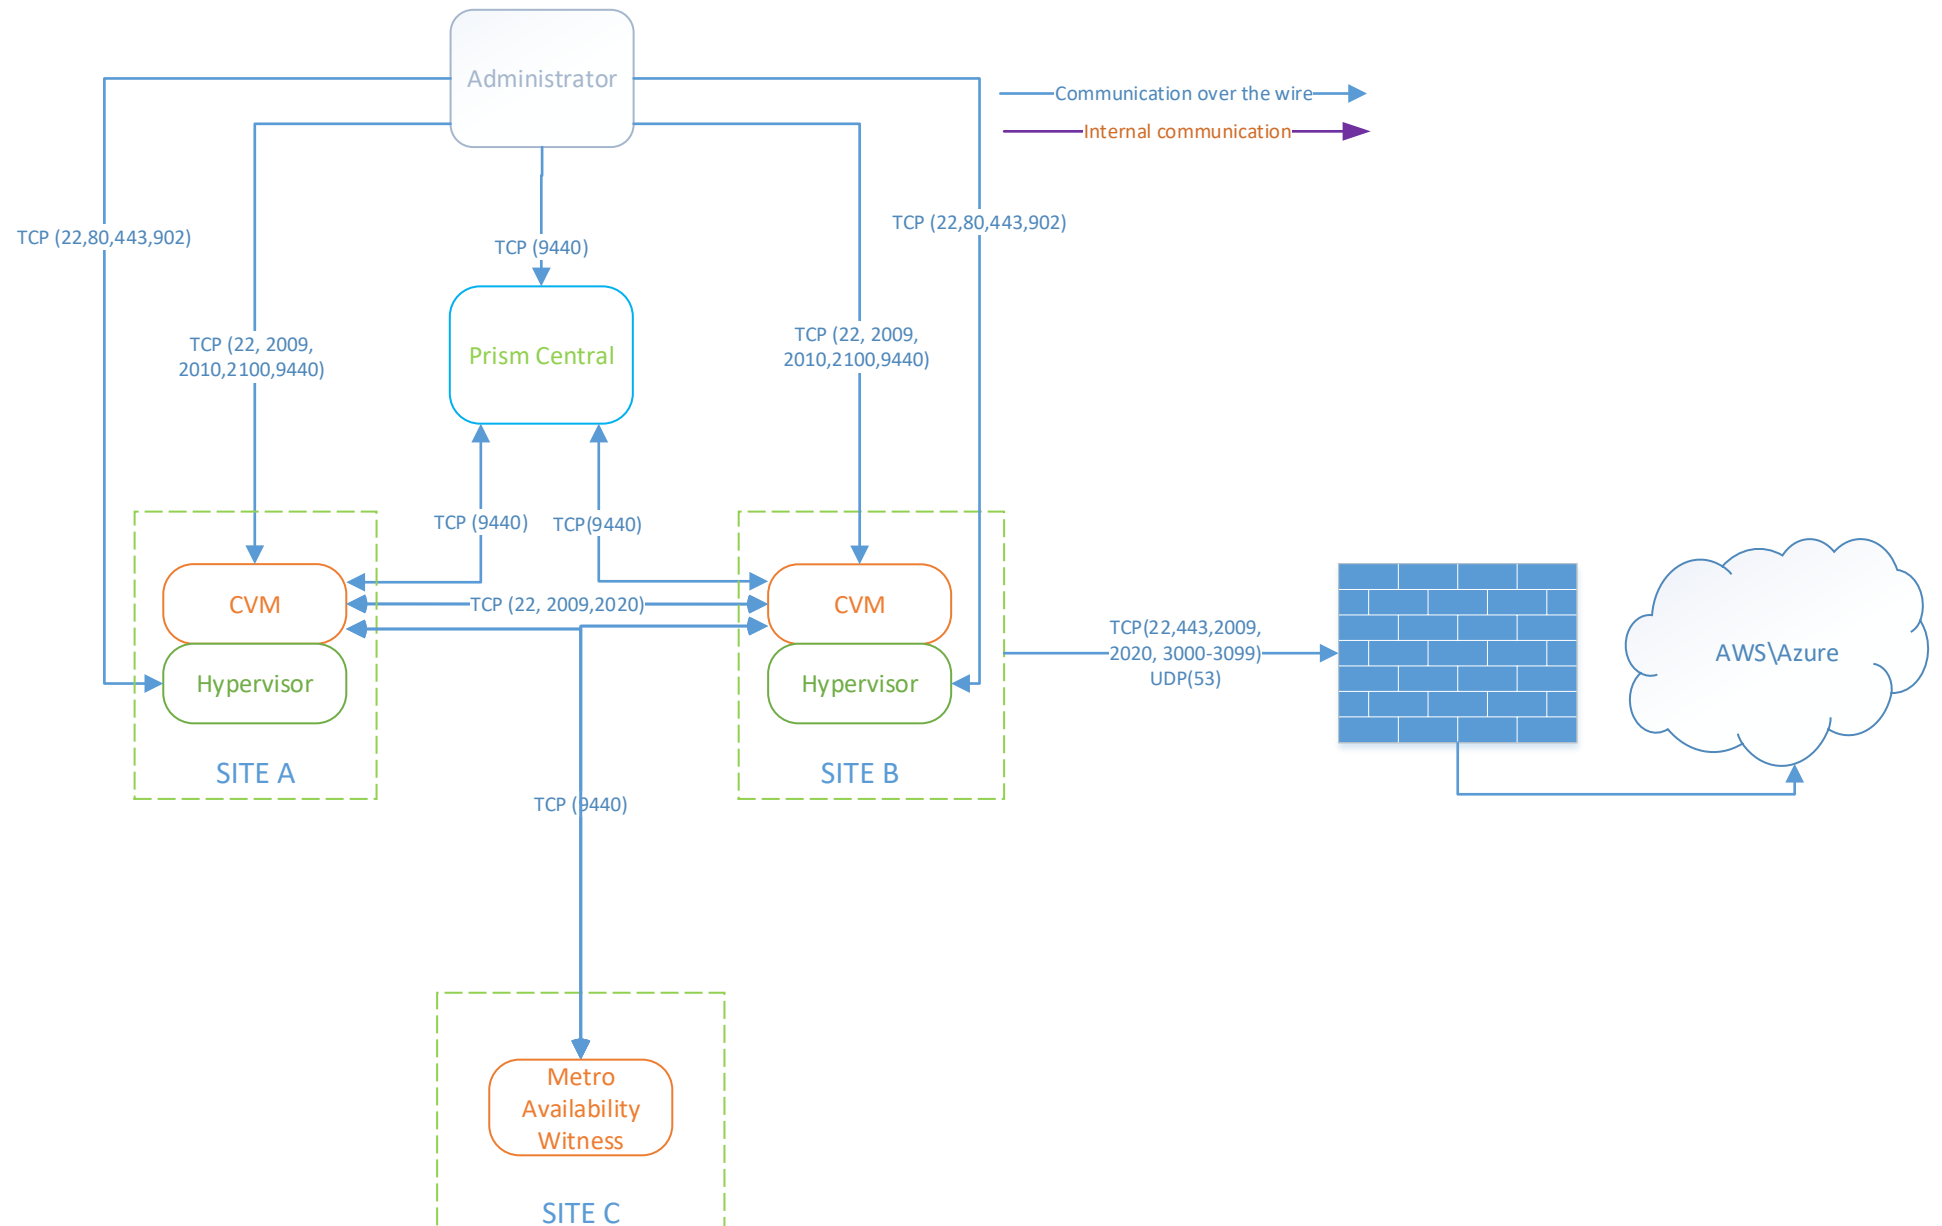 Administrator
Communication over the wire
Internal communication
TCP (22,80,443,902)
TCP (22,80,443,902)
TCP (9440)
TCP (22, 2009,
2010,2100,9440)
TCP (22, 2009,
2010,2100,9440)
Prism Central
TCP (9440)
TCP(9440)
CVM
TCP (22, 2009,2020)
CVM
Hypervisor
Hypervisor
TCP(22,443,2009,
2020, 3000-3099)
UDP(53)
AWS\Azure
SITE A
SITE B
TCP (9440)
Metro
Availability
Witness
SITE C